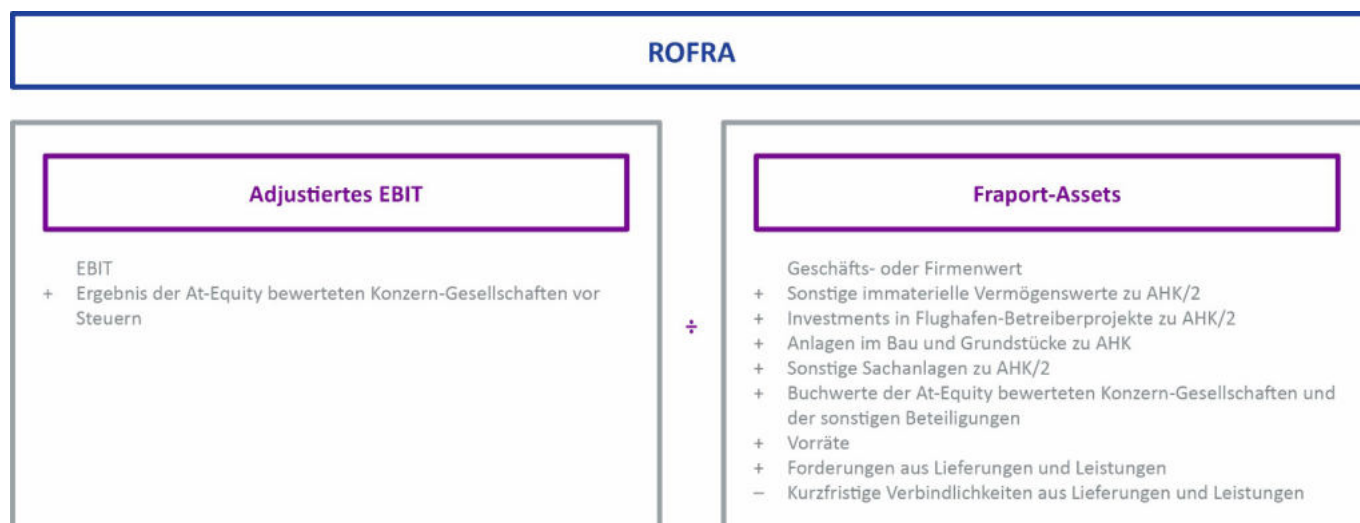 ROFRA
Adjustiertes EBIT
EBIT
+ Ergebnis der At-Equity bewerteten Konzern-Gesellschaften vor
Steuern
÷
Fraport-Assets
Geschäfts- oder Firmenwert
+ Sonstige immaterielle Vermögenswerte zu AHK/2
+ Investments in Flughafen-Betreiberprojekte zu AHK/2
+ Anlagen im Bau und Grundstücke zu AHK
+ Sonstige Sachanlagen zu AHK/2
+ Buchwerte der At-Equity bewerteten Konzern-Gesellschaften und
der sonstigen Beteiligungen
+ Vorräte
+ Forderungen aus Lieferungen und Leistungen
– Kurzfristige Verbindlichkeiten aus Lieferungen und Leistungen